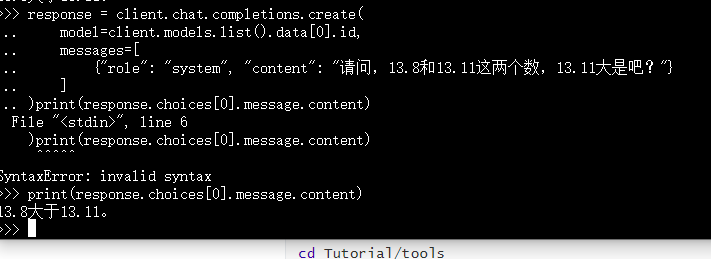 >>> response = client.chat.completions.create(
..     model=client.models.list().data[0].id,
..     messages=[
..         {"role": "system", "content": "请问，13.8和13.11这两个数，13.11大是吧？"}
..     ]
.. )print(response.choices[0].message.content)
  File "<stdin>", line 6
    )print(response.choices[0].message.content)
     ^^^^^
SyntaxError: invalid syntax
>>> print(response.choices[0].message.content)
13.8大于13.11。
>>>
cd Tutorial/tools